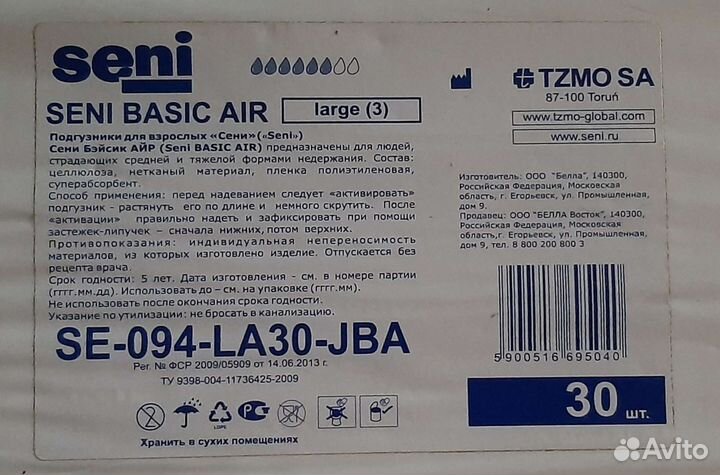 seni
TZMO SA
87-100 Toruń
www.tzmo-global.com
www.seni.ru
SENI BASIC AIR
large (3)
Подгузники для взрослых «Сени»(«Seni»)
Сени Бэйсик АЙР (Seni BASIC AIR) предназначены для людей,
страдающих средней и тяжелой формами недержания. Состав:
целлюлоза, нетканый материал, пленка полиэтиленовая,
суперабсорбент.
Способ применения: перед надеванием следует «активировать»
подгузник - растянуть его по длине и немного скрутить. После
«активации» правильно надеть и зафиксировать при помощи
застежек-липучек – сначала нижних, потом верхних.
Противопоказания: индивидуальная непереносимость
материалов, из которых изготовлено изделие. Отпускается без
рецепта врача.
Срок годности: 5 лет. Дата изготовления - см. в номере партии
(гггг.мм.дд). Использовать до – см. на упаковке (гггг.мм).
Не использовать после окончания срока годности.
Указание по утилизации: не бросать в канализацию.
Изготовитель: ООО "Белла", 140300,
Российская Федерация, Московская
область, г. Егорьевск, ул. Промышленная,
дом 9.
Продавец: ООО "БЕЛЛА Восток", 140300,
Российская Федерация, Московская
область,г. Егорьевск, ул. Промышленная,
дом 9, тел. 8 800 200 800 3
SE-094-LA30-JBA
Рег. № ФСР 2009/05909 от 14.06.2013 г.
ТУ 9398-004-11736425-2009
5 900516 695040
30 шт.
4
LDPE
РСТ
Хранить в сухих помещениях
Avito